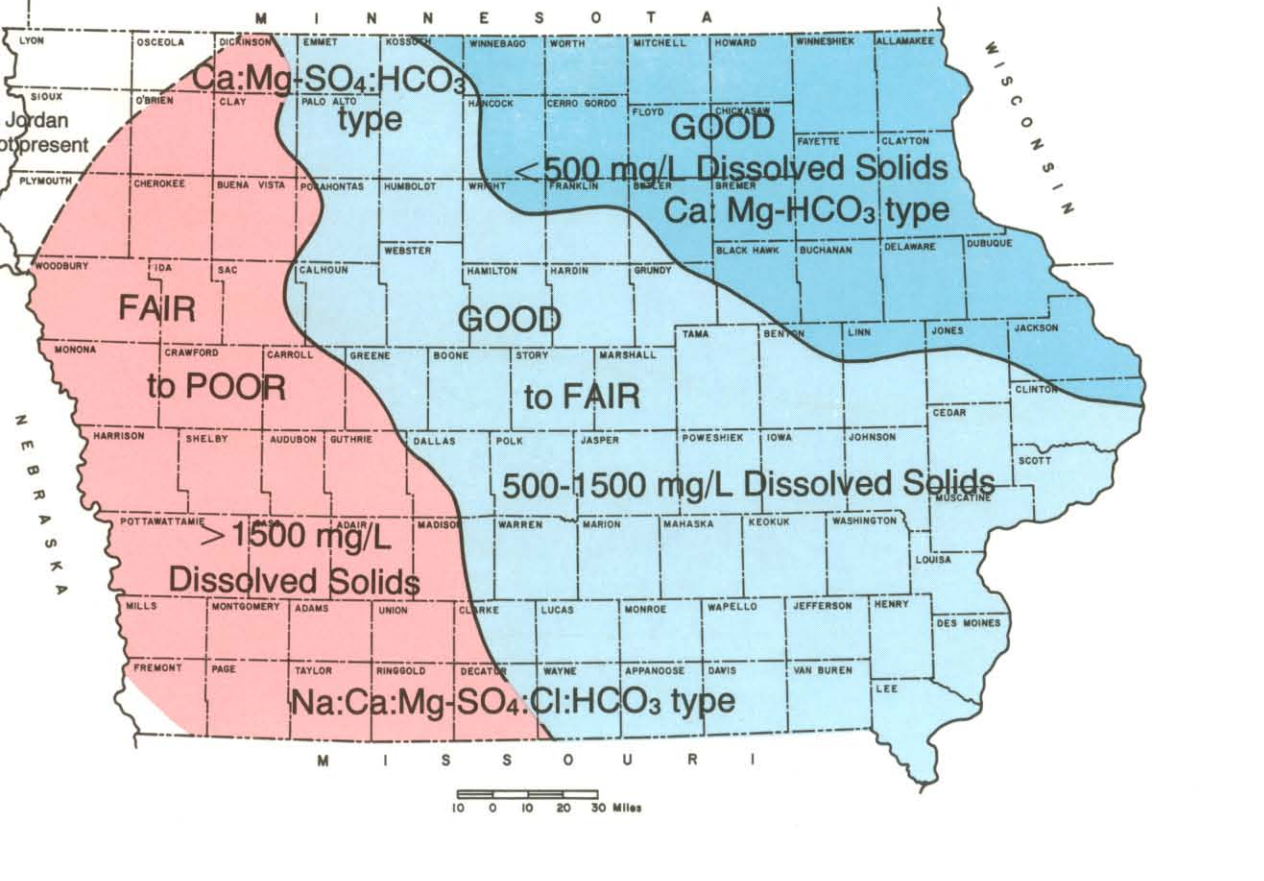 M I N N E S O T A
LYON
OSCEOLA
DICKINSON
EMMET
KOSSUTH
WINNEBAGO
WORTH
MITCHELL
HOWARD
WINNESHIEK
ALLAMAKEE
WISCONSIN
Ca:Mg-SO4:HCO3
type
SIOUX
O'BRIEN
CLAY
PALO ALTO
HANCOCK
CERRO GORDO
FLOYD
CHICKASAW
Jordan
present
GOOD
FAYETTE
CLAYTON
<500 mg/L Dissolved Solids
PLYMOUTH
CHEROKEE
BUENA VISTA
POCAHONTAS
HUMBOLDT
WRIGHT
FRANKLIN
BUTLER
BREMER
Ca: Mg-HCO3 type
WEBSTER
BLACK HAWK
BUCHANAN
DELAWARE
DUBUQUE
WOODBURY
IDA
SAC
CALHOUN
HAMILTON
HARDIN
GRUNDY
FAIR
GOOD
TAMA
BENTON
LINN
JONES
JACKSON
MONONA
CRAWFORD
CARROLL
GREENE
BOONE
STORY
MARSHALL
to POOR
to FAIR
CLINTON
CEDAR
NEBRASKA
HARRISON
SHELBY
AUDUBON
GUTHRIE
DALLAS
POLK
JASPER
POWESHIEK
IOWA
JOHNSON
SCOTT
500-1500 mg/L Dissolved Solids
MUSCATINE
POTTAWATTAMIE
CASS
ADAIR
MADISON
WARREN
MARION
MAHASKA
KEOKUK
WASHINGTON
>1500 mg/L
LOUISA
Dissolved Solids
MILLS
MONTGOMERY
ADAMS
UNION
CLARKE
LUCAS
MONROE
WAPELLO
JEFFERSON
HENRY
DES MOINES
FREMONT
PAGE
TAYLOR
RINGGOLD
DECATUR
WAYNE
APPANOOSE
DAVIS
VAN BUREN
LEE
Na:Ca:Mg-SO4:Cl:HCO3 type
M I S S O U R I
10 0 10 20 30 Miles